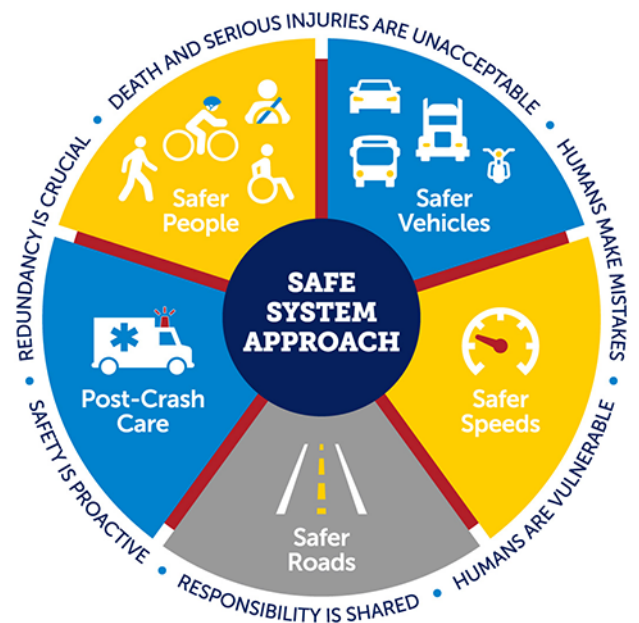 DEATH AND SERIOUS INJURIES ARE UNACCEPTABLE
HUMANS MAKE MISTAKES
HUMANS ARE VULNERABLE
RESPONSIBILITY IS SHARED
SAFETY IS PROACTIVE
REDUNDANCY IS CRUCIAL
Safer
People
Safer
Vehicles
SAFE
SYSTEM
APPROACH
Post-Crash
Care
Safer
Speeds
Safer
Roads